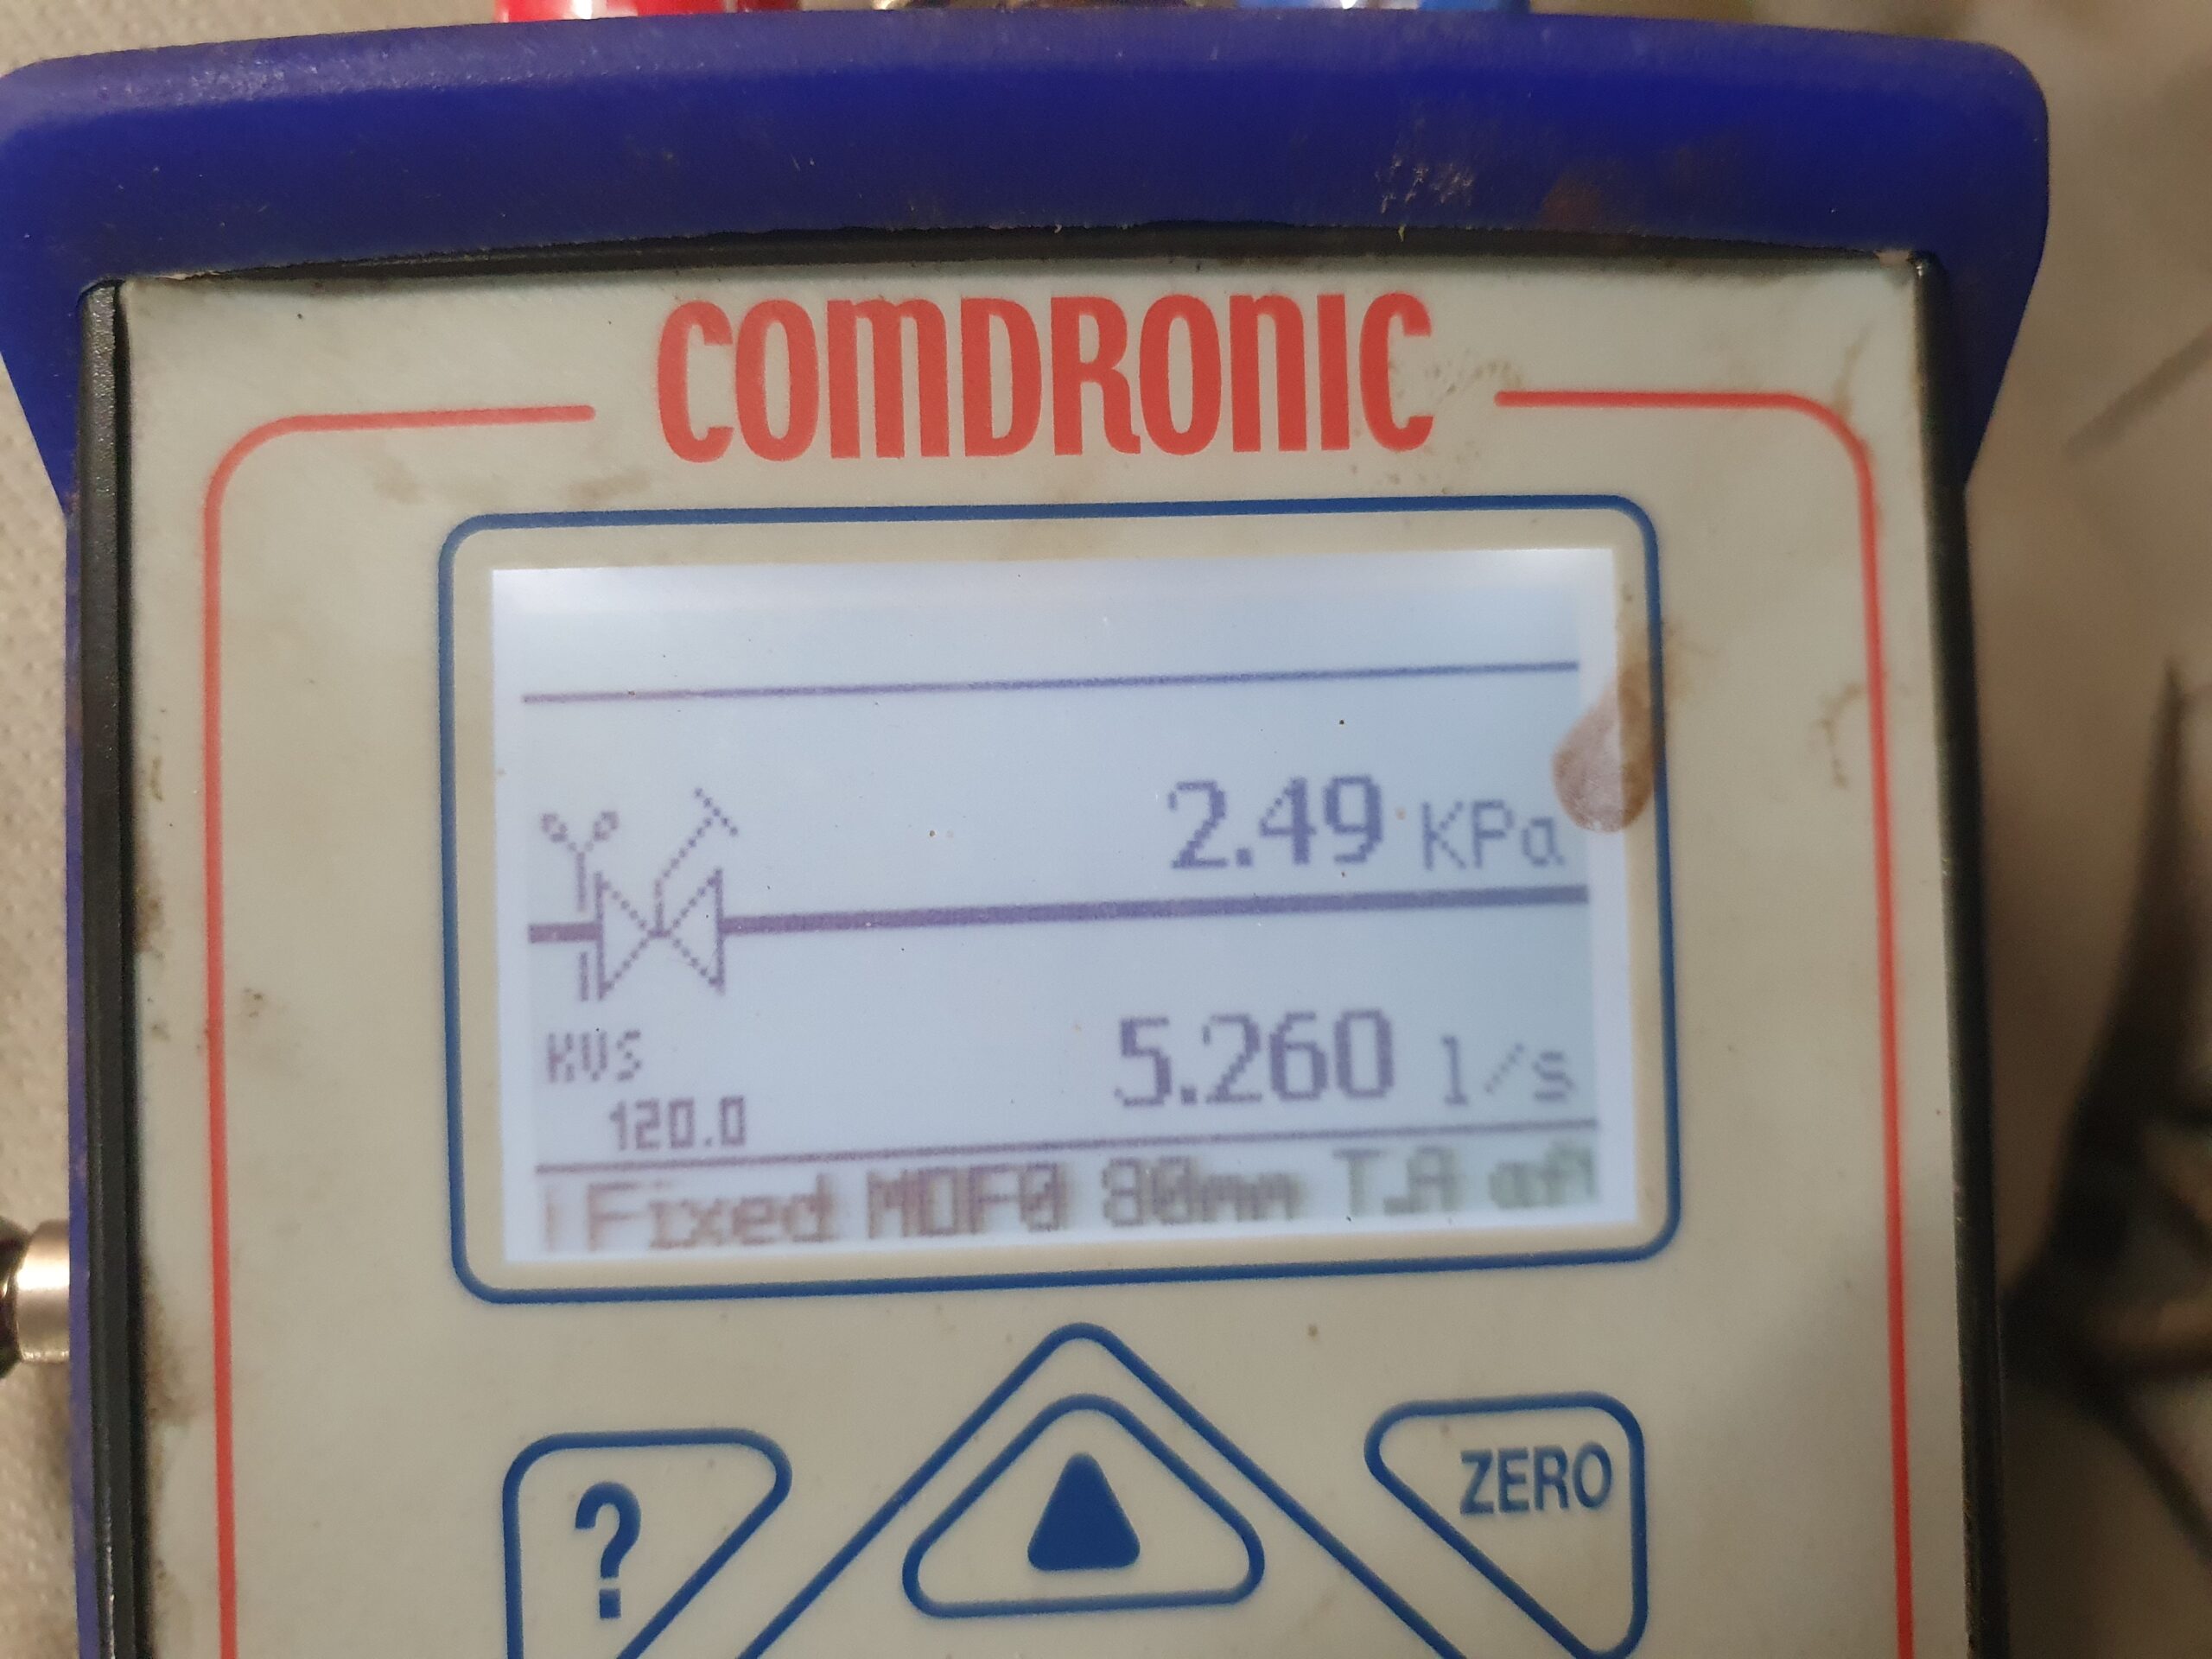 COMDRONIC
2.49 KPa
KVS
5.260 l/s
120.0
Fixed MDF0 80mm T.A
?
ZERO